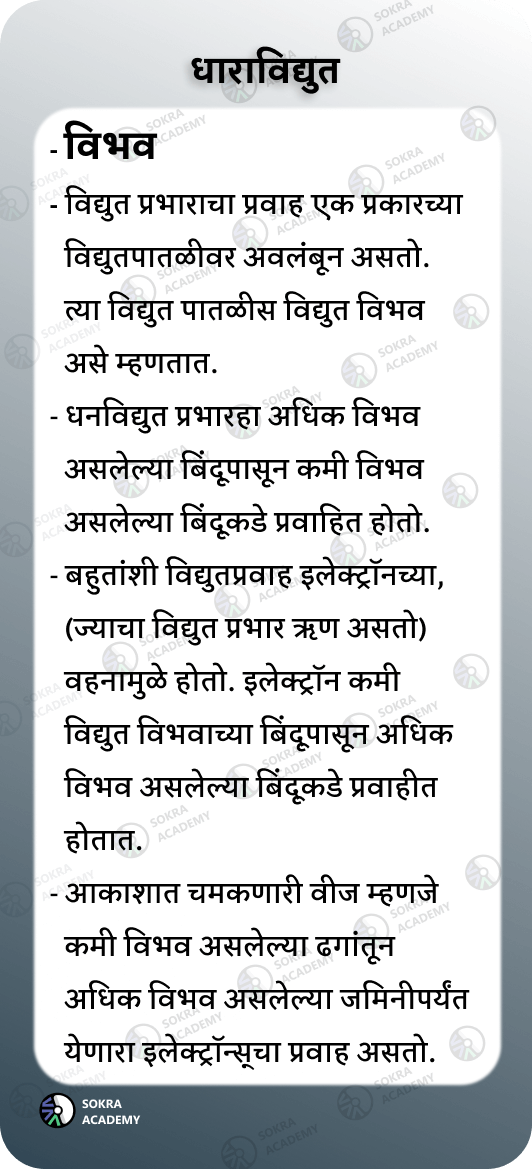 धाराविद्युत
- विभव
- विद्युत प्रभाराचा प्रवाह एक प्रकारच्या
विद्युतपातळीवर अवलंबून असतो.
त्या विद्युत पातळीस विद्युत विभव
असे म्हणतात.
- धनविद्युत प्रभारहा अधिक विभव
असलेल्या बिंदूपासून कमी विभव
असलेल्या बिंदूकडे प्रवाहित होतो.
- बहुतांशी विद्युतप्रवाह इलेक्ट्रॉनच्या,
(ज्याचा विद्युत प्रभार ऋण असतो)
वहनामुळे होतो. इलेक्ट्रॉन कमी
विद्युत विभवाच्या बिंदूपासून अधिक
विभव असलेल्या बिंदूकडे प्रवाहीत
होतात.
- आकाशात चमकणारी वीज म्हणजे
कमी विभव असलेल्या ढगांतून
अधिक विभव असलेल्या जमिनीपर्यंत
येणारा इलेक्ट्रॉन्स्चा प्रवाह असतो.
SOKRA
ACADEMY